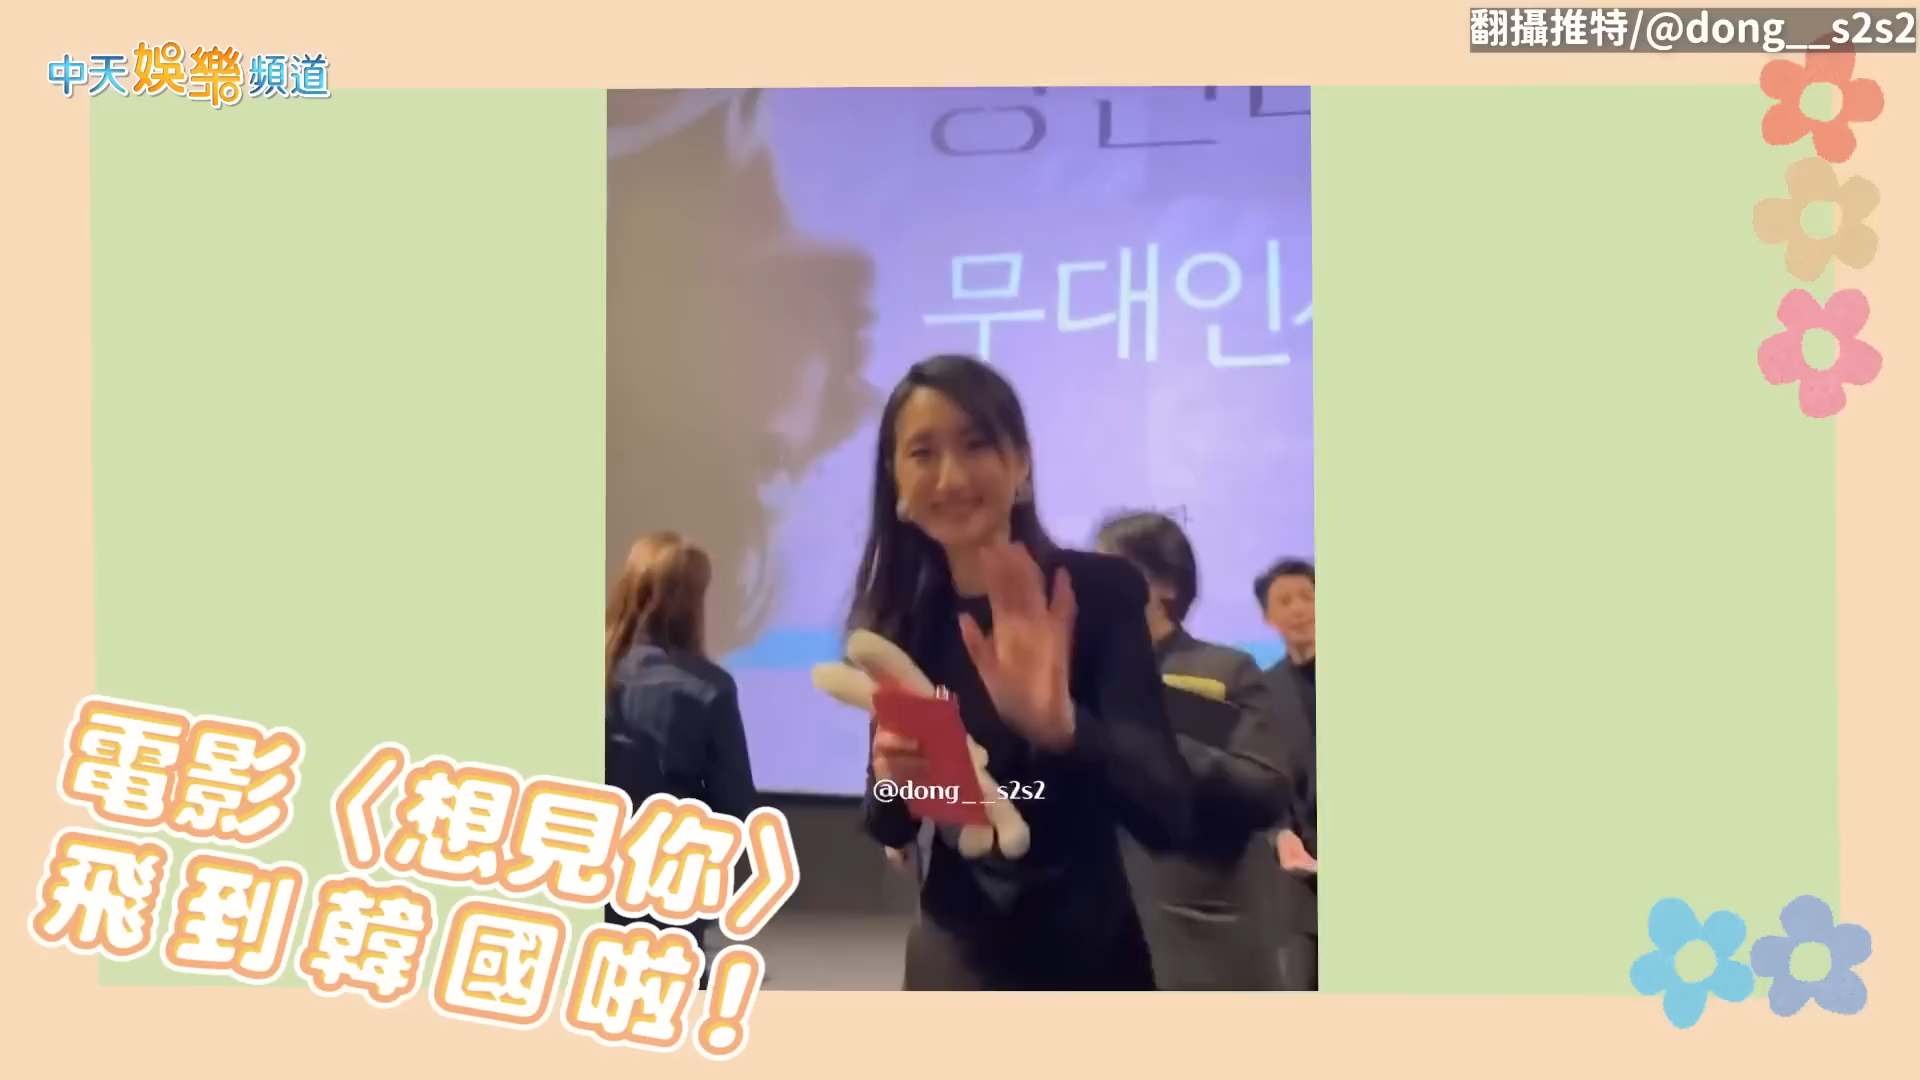 翻攝推特/@dong__s2s2
中天娛樂頻道
무대인
@dong__s2s2
電影〈想見你〉
飛到韓國啦!